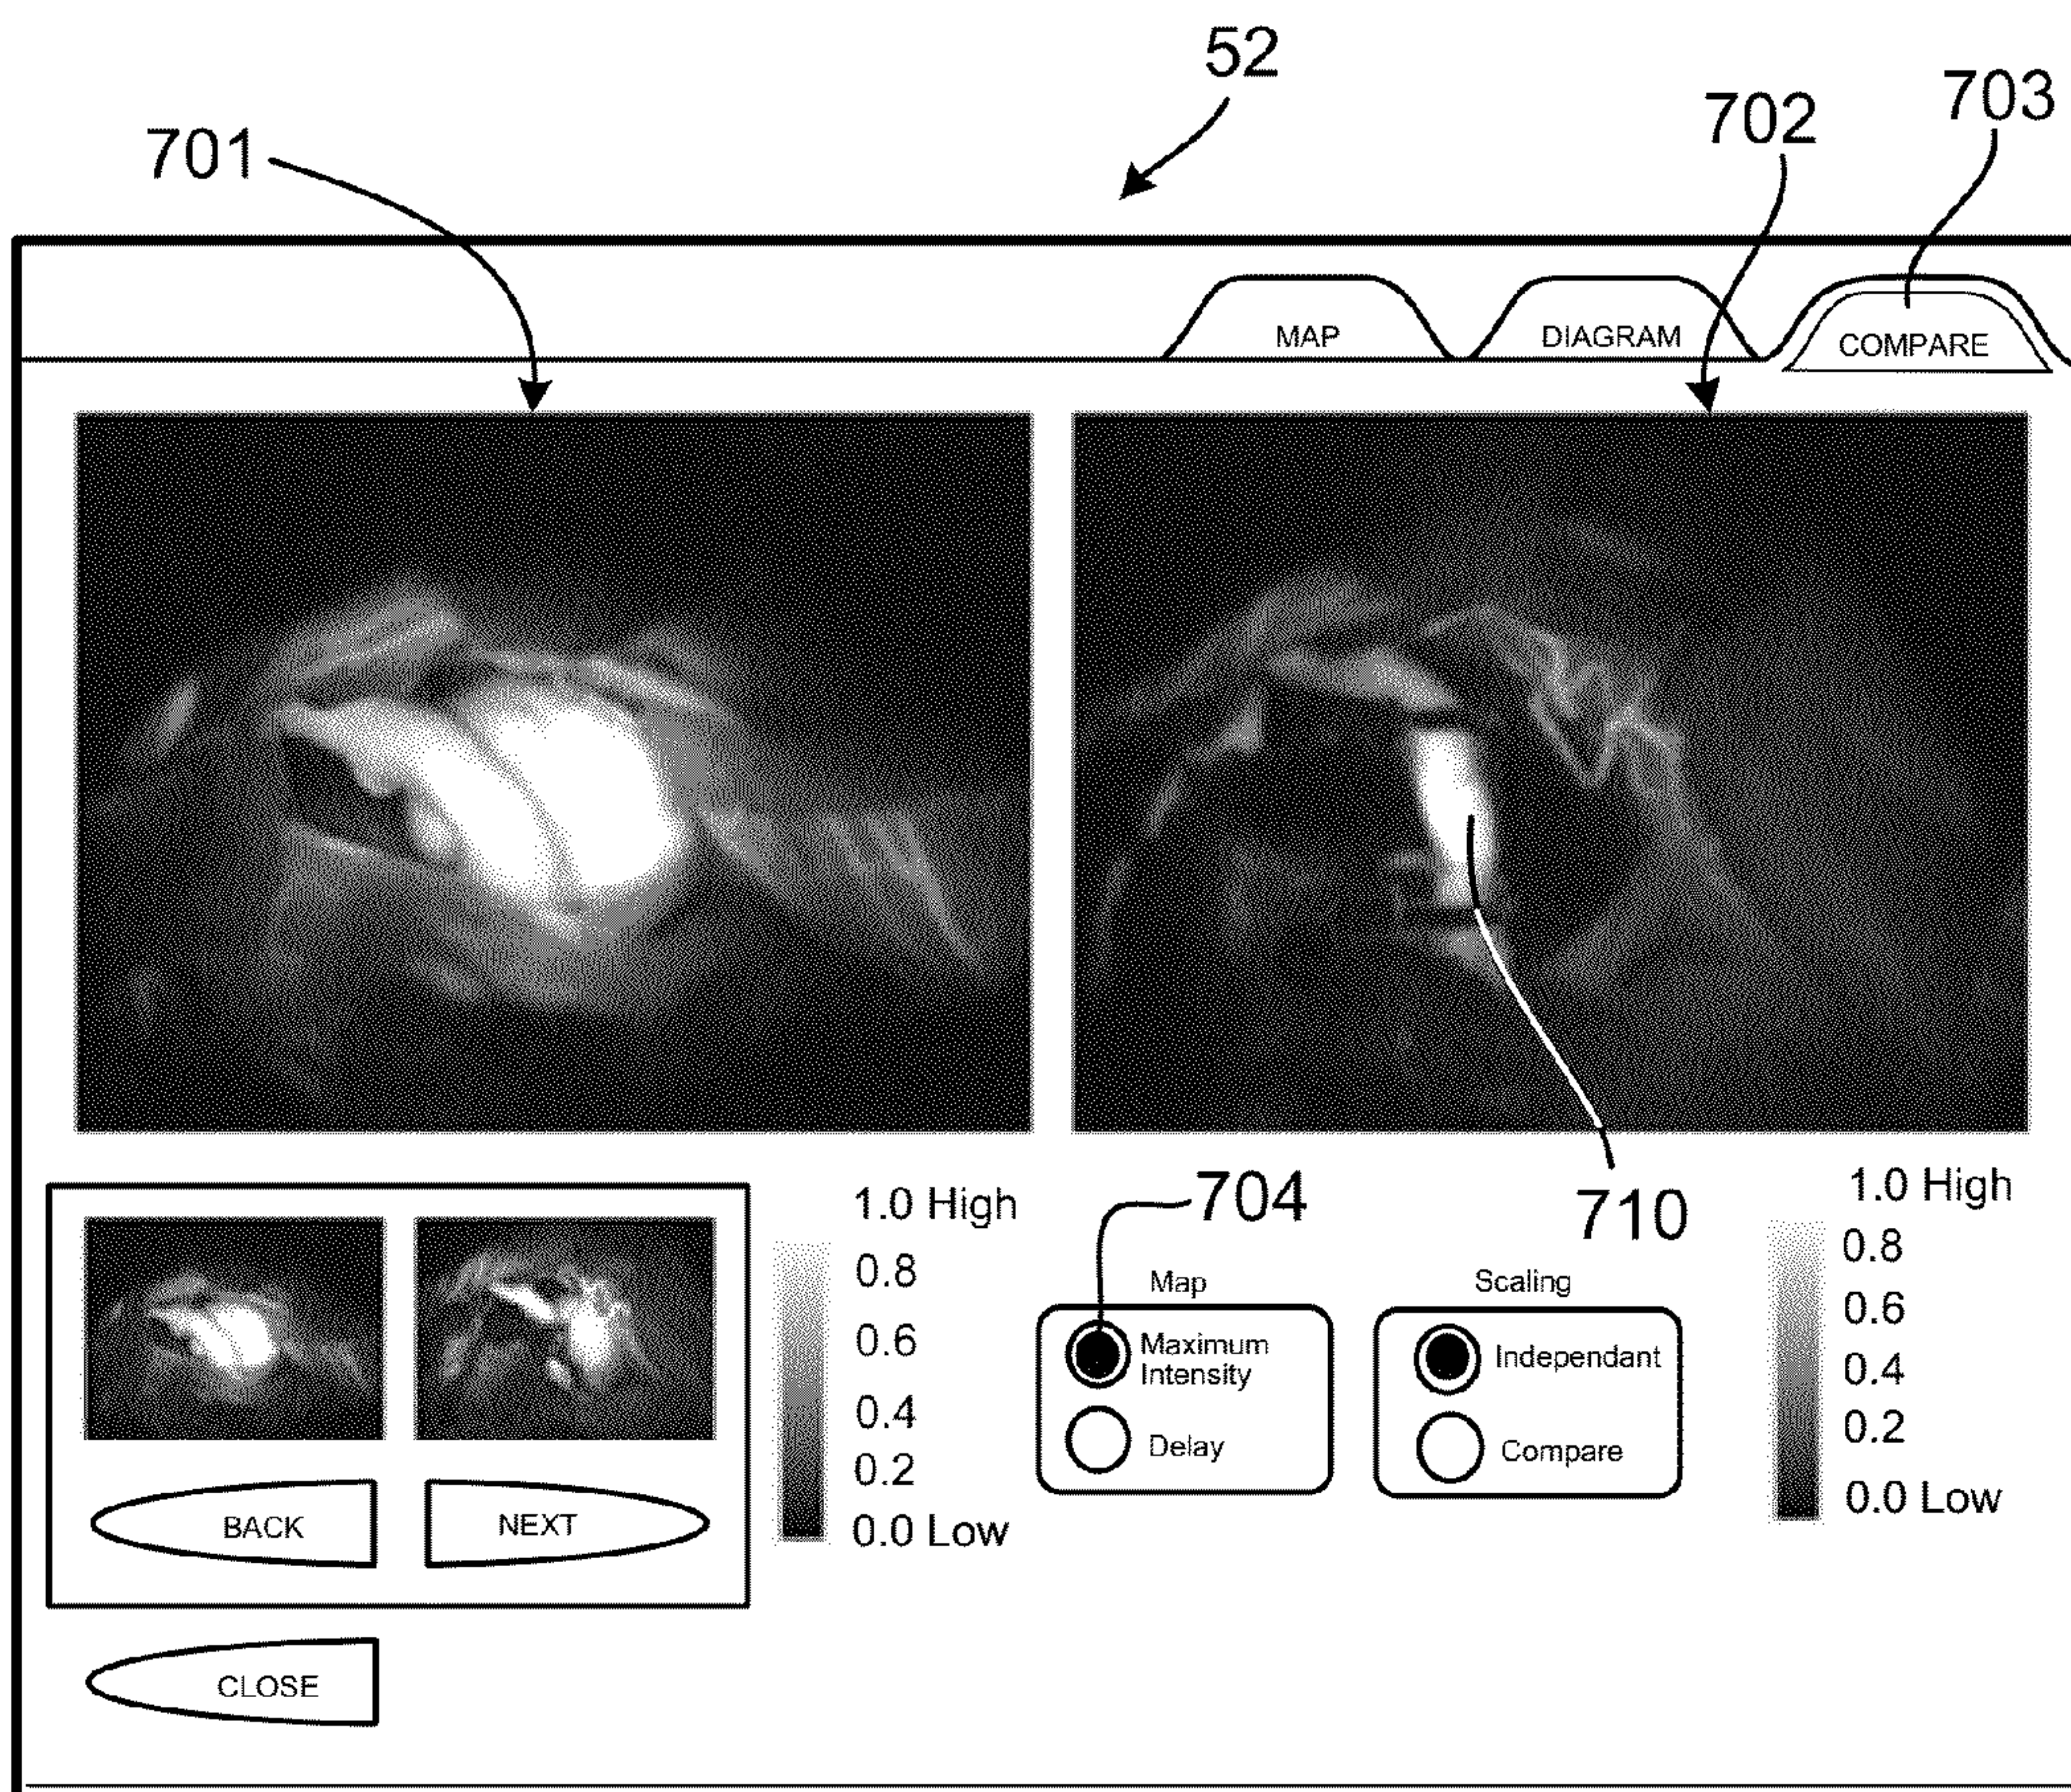 52
701
702
703
MAP
DIAGRAM
COMPARE
1.0 High
0.8
0.6
0.4
0.2
0.0 Low
704
710
Map
Maximum
Intensity
Delay
Scaling
Independant
Compare
1.0 High
0.8
0.6
0.4
0.2
0.0 Low
BACK
NEXT
CLOSE